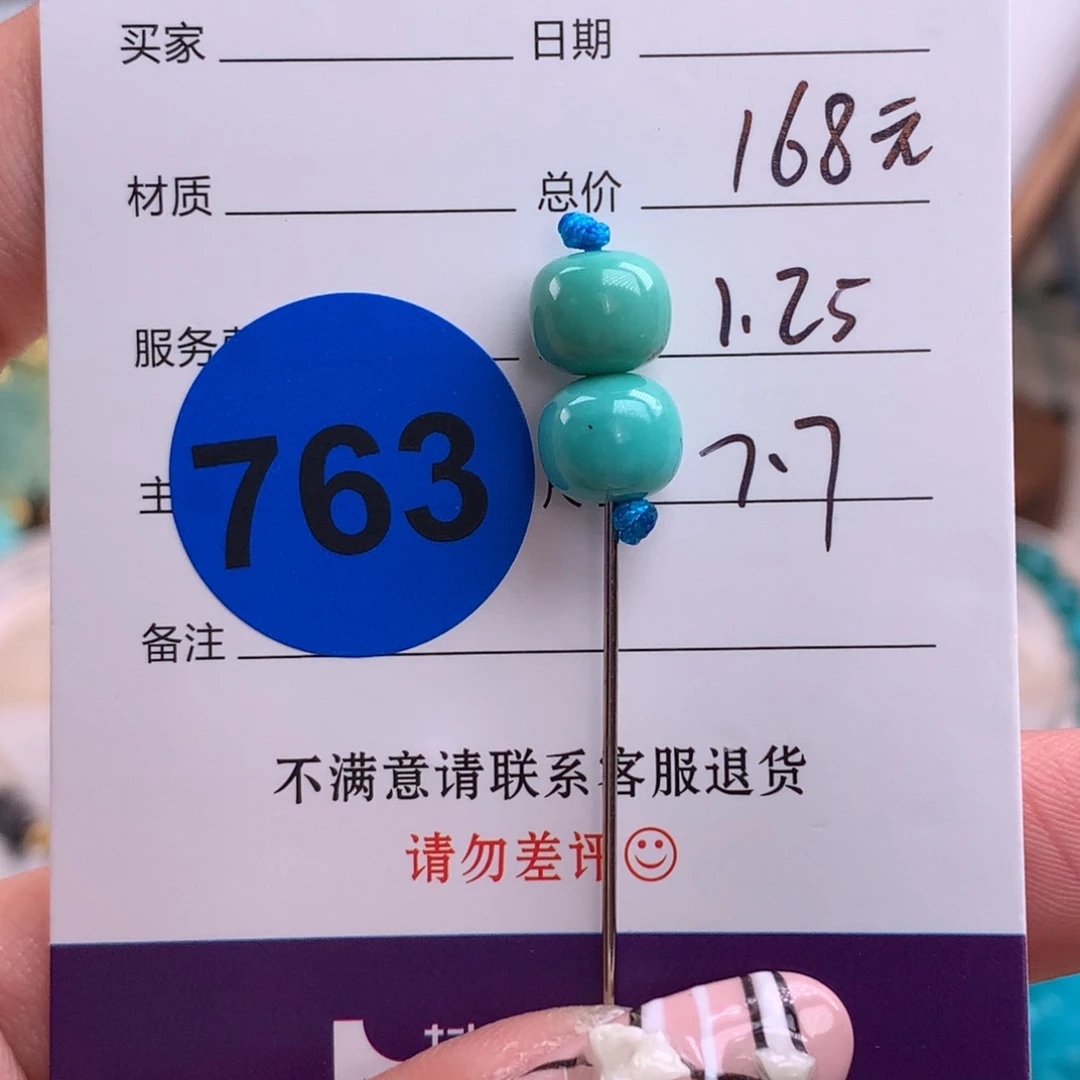 买家 日期
材质 总价 168元
服务 1.25
主 尺 7.7
763
备注
不满意请联系客服退货
请勿差评